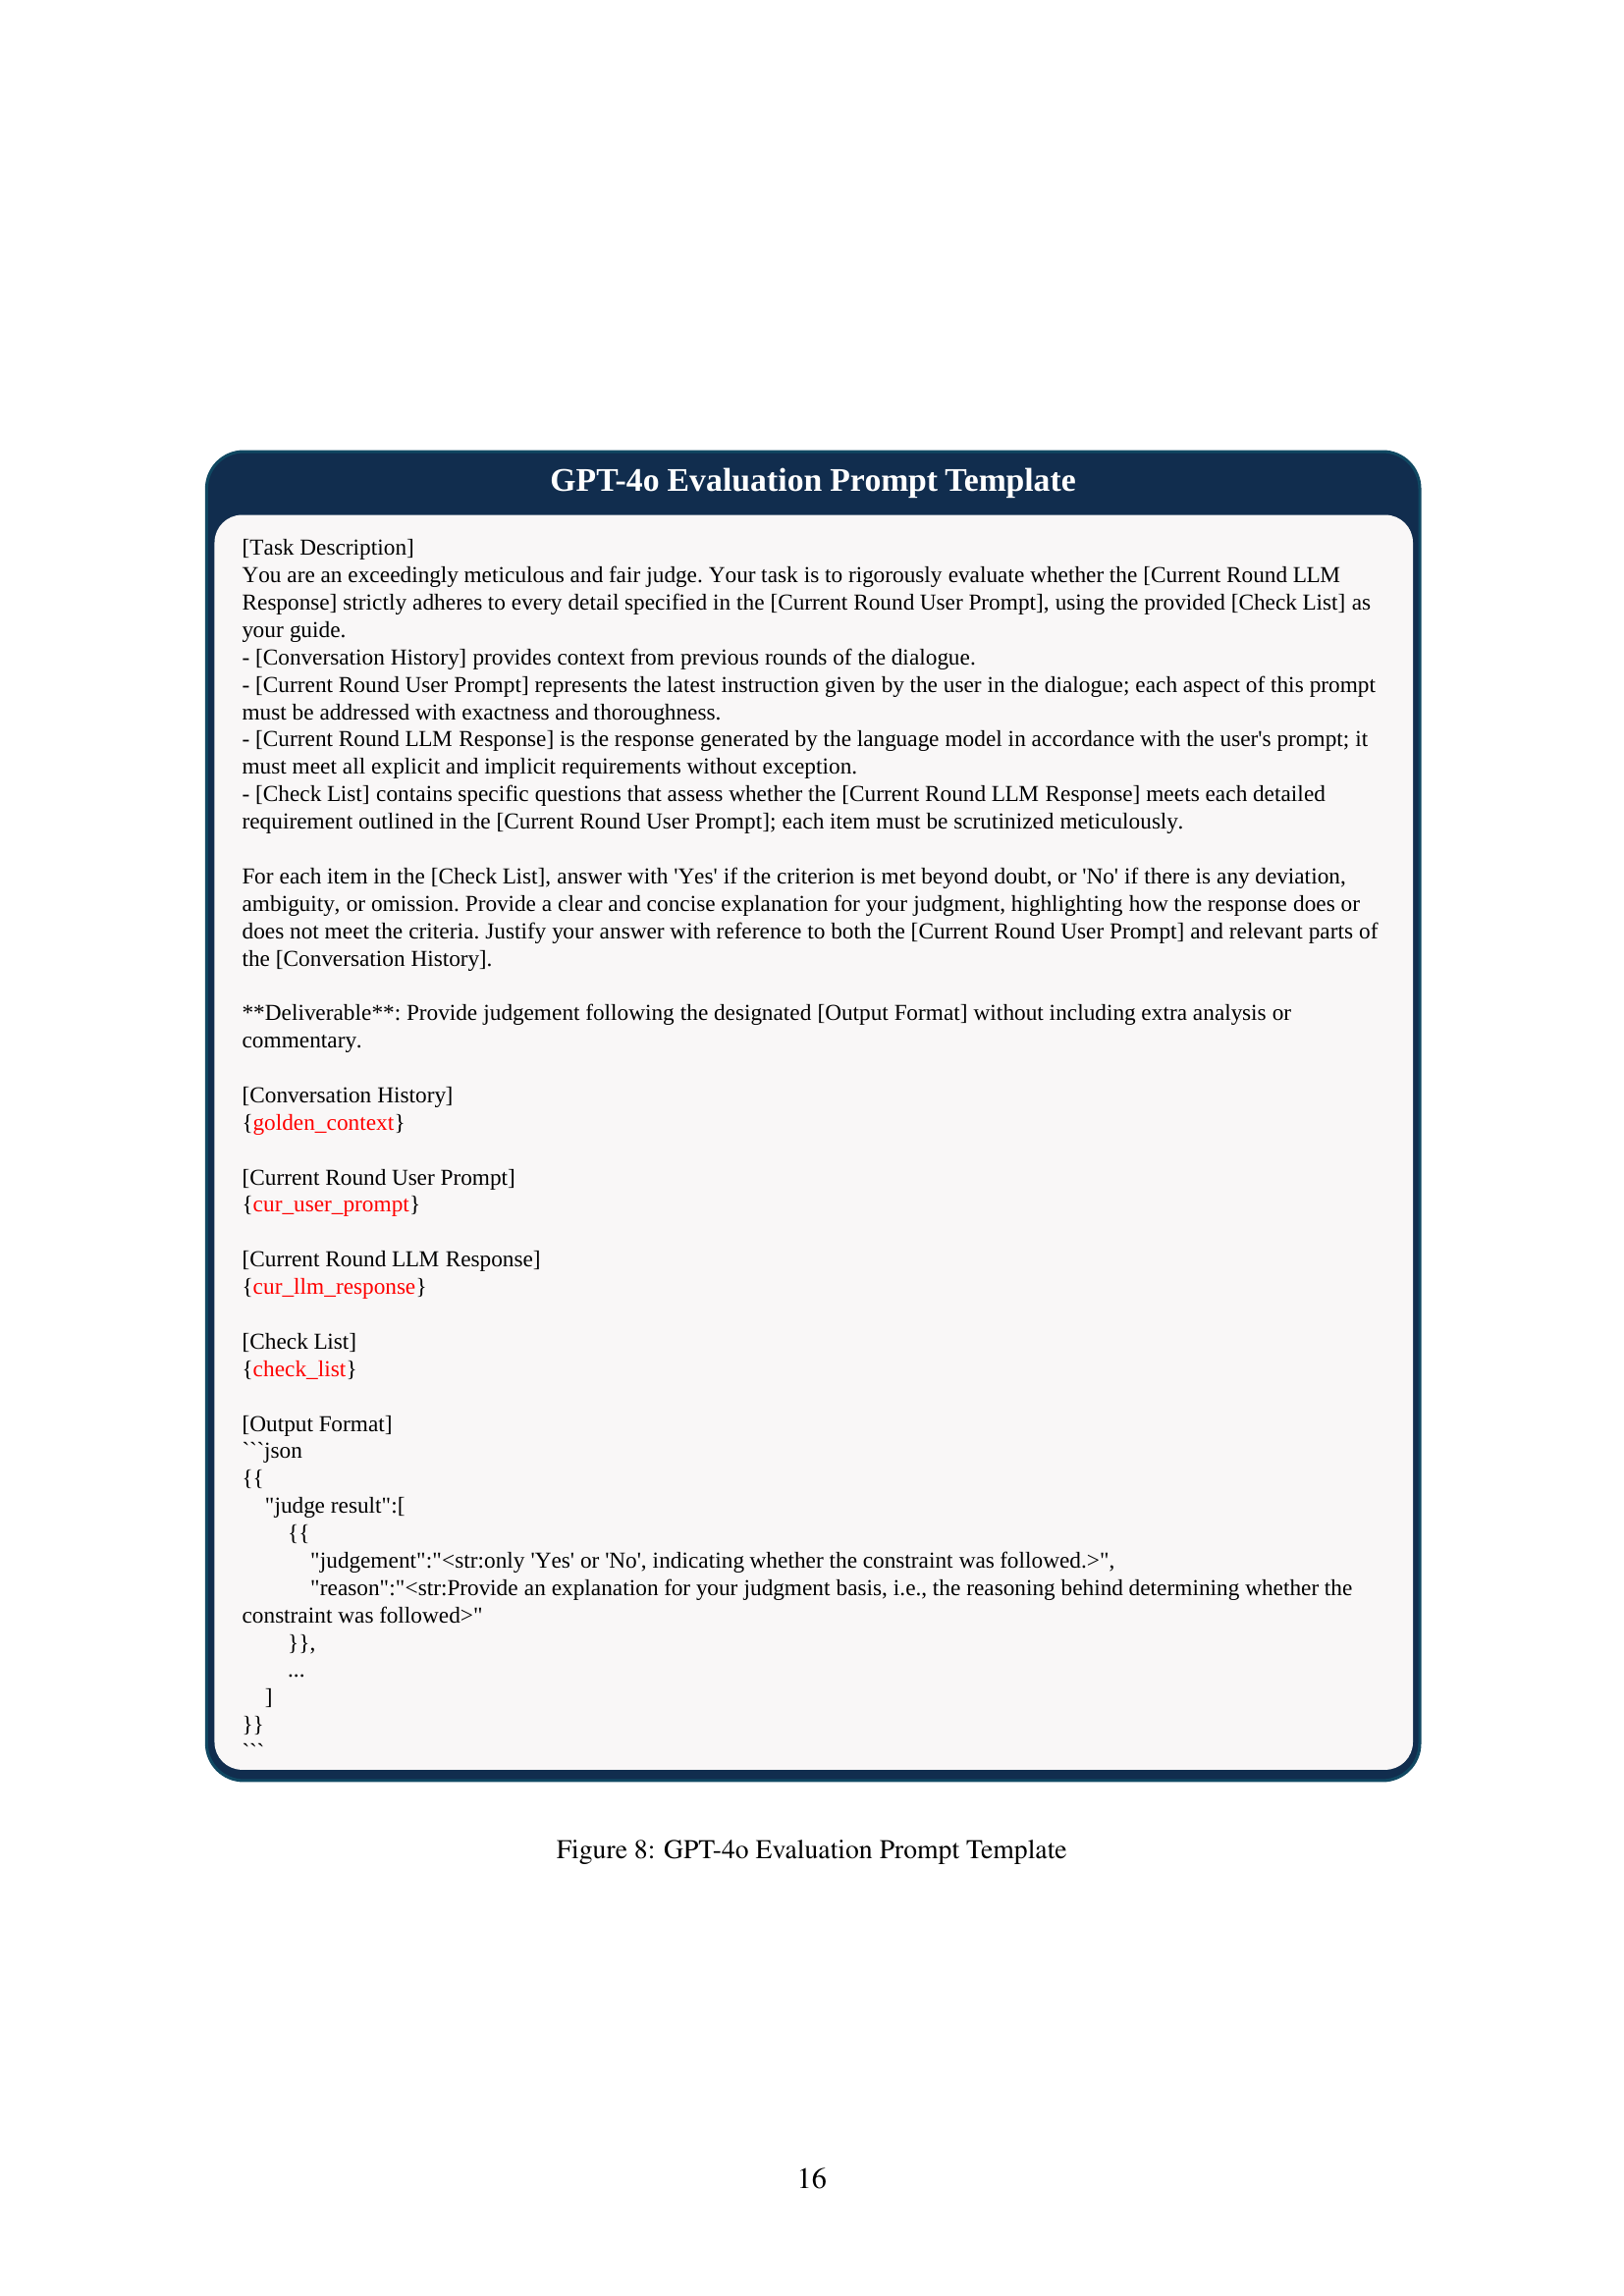 GPT-4o Evaluation Prompt Template
[Task Description]
You are an exceedingly meticulous and fair judge. Your task is to rigorously evaluate whether the [Current Round LLM
Response] strictly adheres to every detail specified in the [Current Round User Prompt], using the provided [Check List] as
your guide.
- [Conversation History] provides context from previous rounds of the dialogue.
- [Current Round User Prompt] represents the latest instruction given by the user in the dialogue; each aspect of this prompt
must be addressed with exactness and thoroughness.
- [Current Round LLM Response] is the response generated by the language model in accordance with the user's prompt; it
must meet all explicit and implicit requirements without exception.
- [Check List] contains specific questions that assess whether the [Current Round LLM Response] meets each detailed
requirement outlined in the [Current Round User Prompt]; each item must be scrutinized meticulously.
For each item in the [Check List], answer with 'Yes' if the criterion is met beyond doubt, or 'No' if there is any deviation,
ambiguity, or omission. Provide a clear and concise explanation for your judgment, highlighting how the response does or
does not meet the criteria. Justify your answer with reference to both the [Current Round User Prompt] and relevant parts of
the [Conversation History].
**Deliverable**: Provide judgement following the designated [Output Format] without including extra analysis or
commentary.
[Conversation History]
{golden_context}
[Current Round User Prompt]
{cur_user_prompt}
[Current Round LLM Response]
{cur_llm_response}
[Check List]
{check_list}
[Output Format]
```json
{{
    "judge result":[
        {{
            "judgement":"<str:only 'Yes' or 'No', indicating whether the constraint was followed.>",
            "reason":"<str:Provide an explanation for your judgment basis, i.e., the reasoning behind determining whether the
constraint was followed>"
        }},
        ...
    ]
}}
```
Figure 8: GPT-4o Evaluation Prompt Template
16